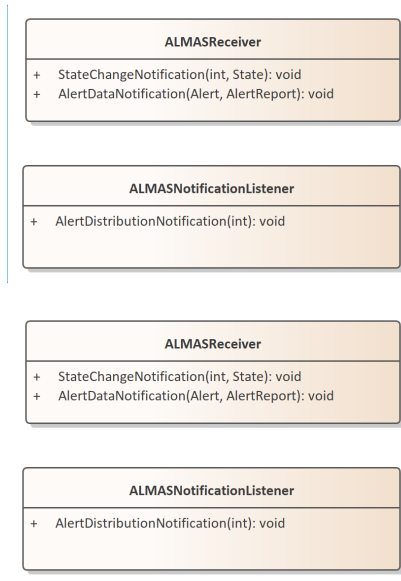 ALMASReceiver
+ StateChangeNotification(int, State): void
+ AlertDataNotification(Alert, AlertReport): void
ALMASNotificationListener
+ AlertDistributionNotification(int): void
ALMASReceiver
+ StateChangeNotification(int, State): void
+ AlertDataNotification(Alert, AlertReport): void
ALMASNotificationListener
+ AlertDistributionNotification(int): void